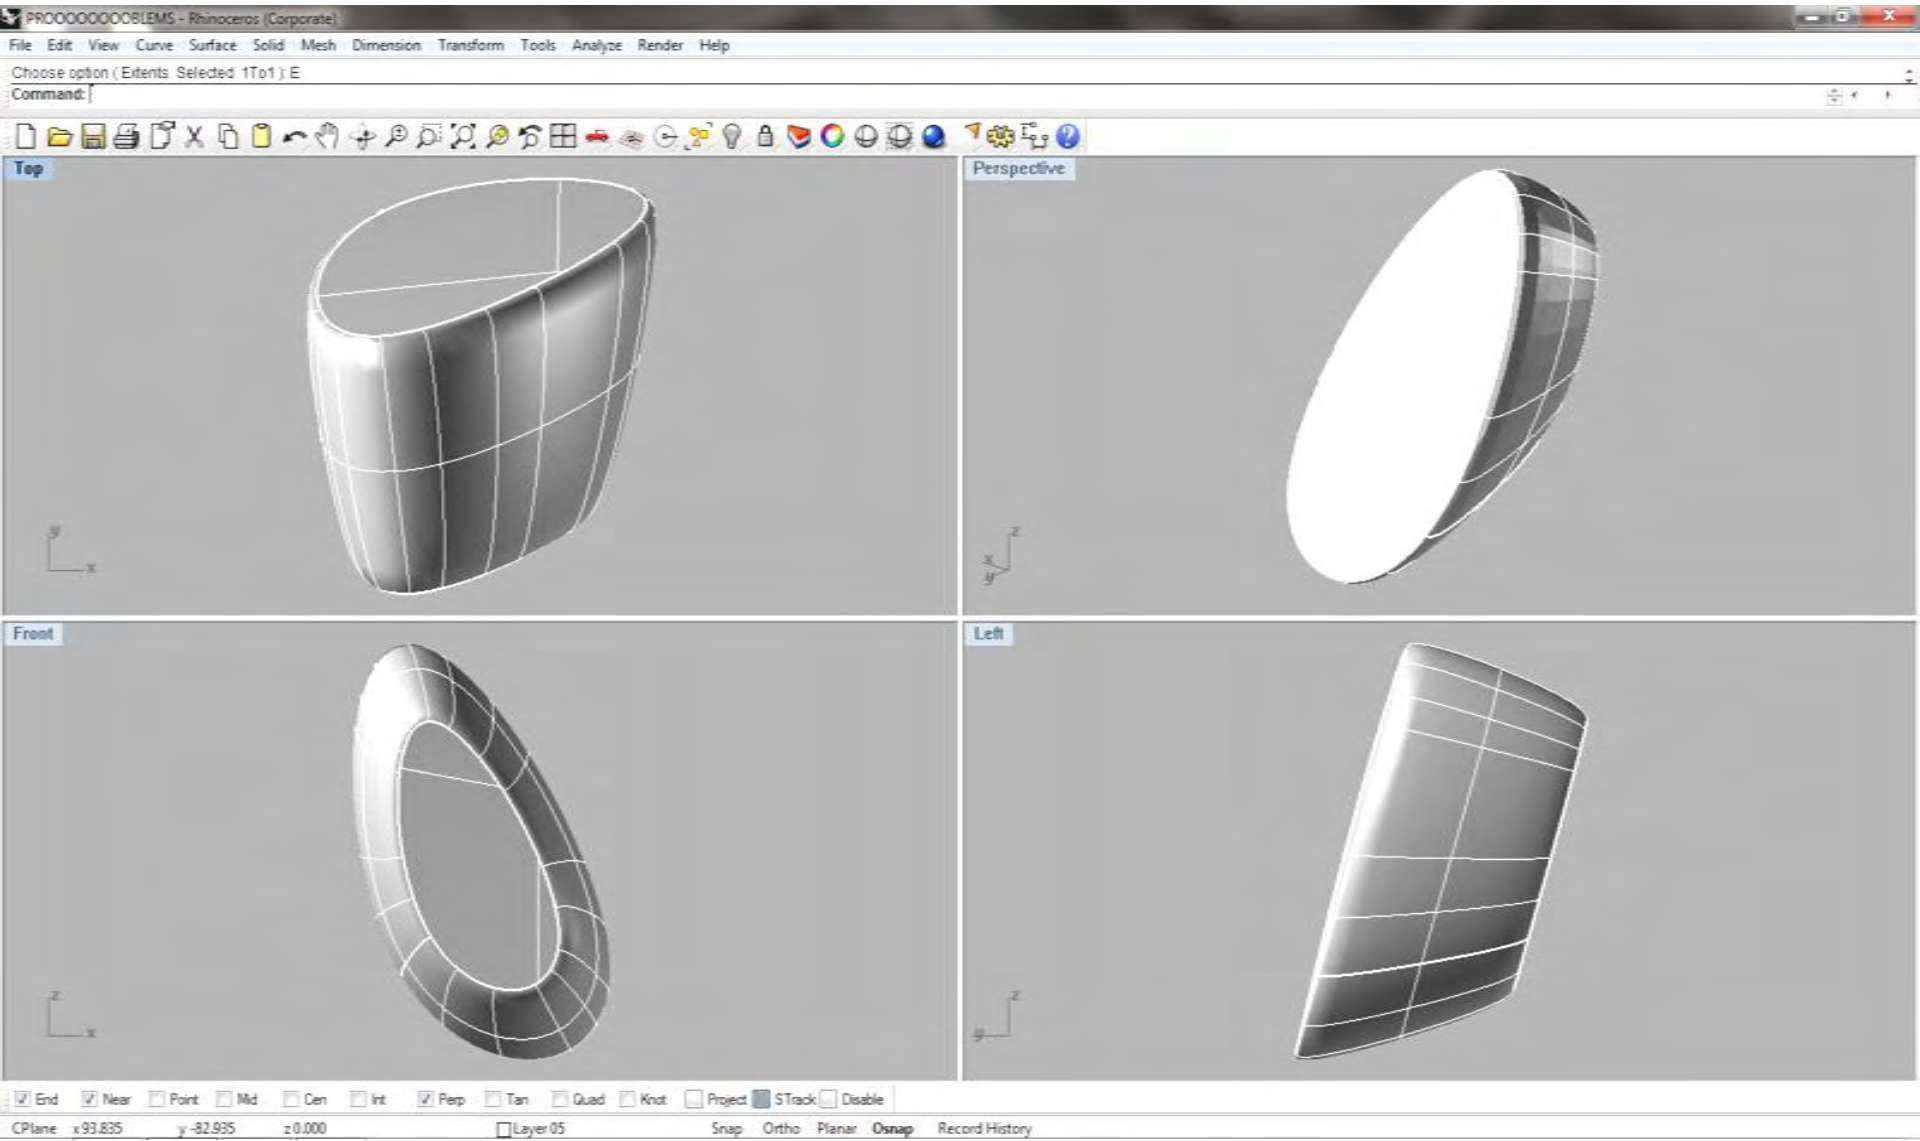 PROOOOOOOOBLEMS - Rhinoceros (Corporate)
File Edit View Curve Surface Solid Mesh Dimension Transform Tools Analyze Render Help
Choose option ( Extents Selected 1To1 ): E
Command:
Top
Perspective
y
x
z
x
y
Front
Left
z
x
z
y
End Near Point Mid Cen Int Perp Tan Quad Knot Project STrack Disable
CPlane x 93.835 y -82.935 z 0.000 Layer 05 Snap Ortho Planar Osnap Record History